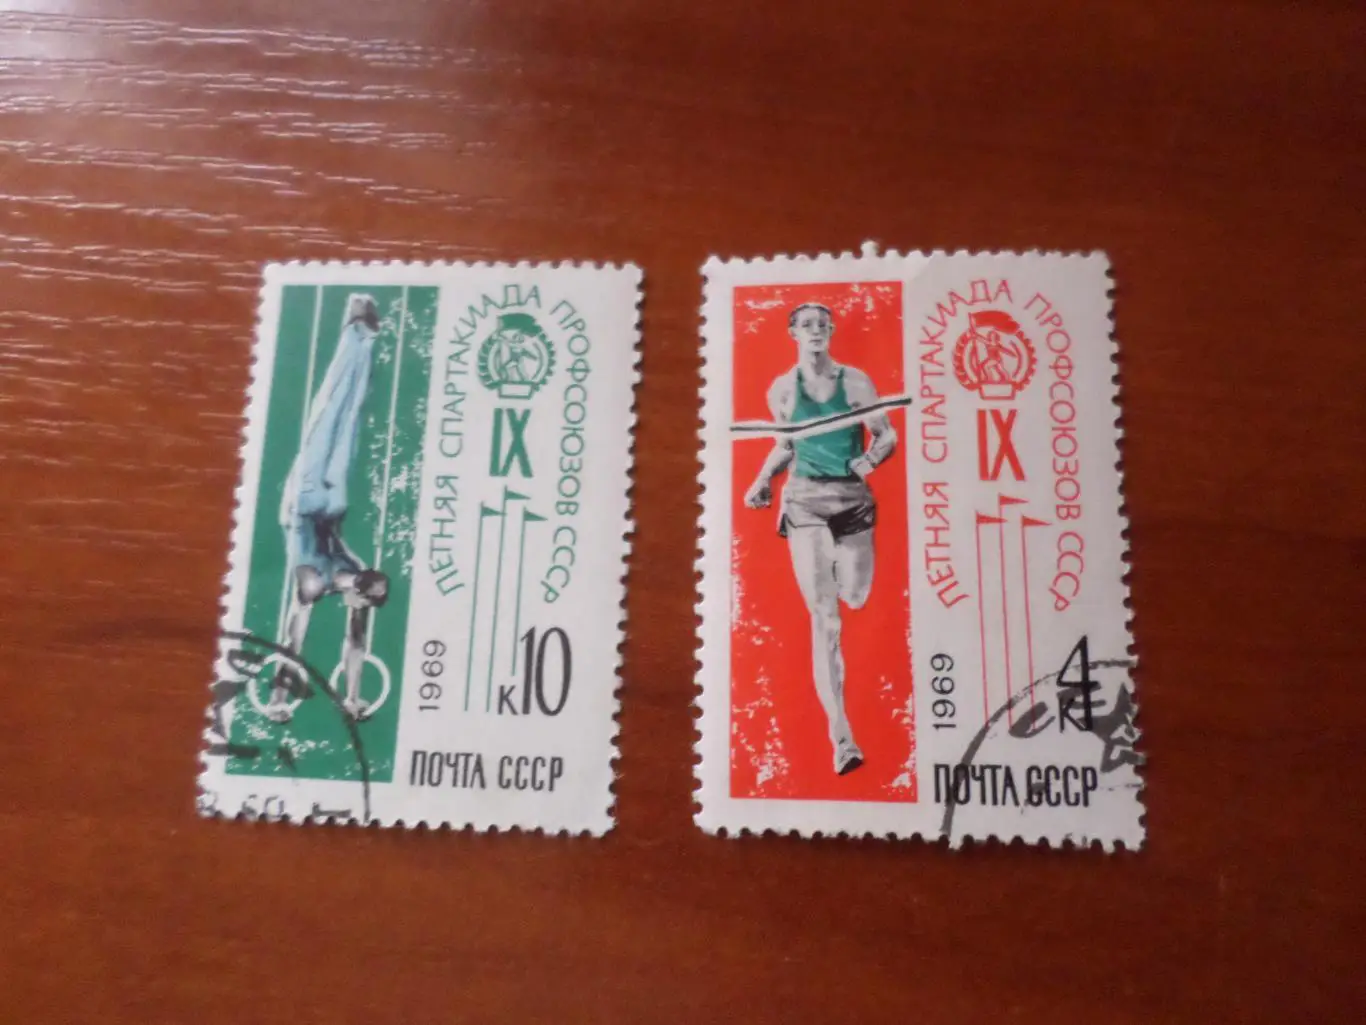 ЛЕТНЯЯ СПАРТАКИАДА ПРОФСОЮЗОВ СССР
IX
1969
к10
ПОЧТА СССР
ЛЕТНЯЯ СПАРТАКИАДА ПРОФСОЮЗОВ СССР
IX
1969
4к
ПОЧТА СССР